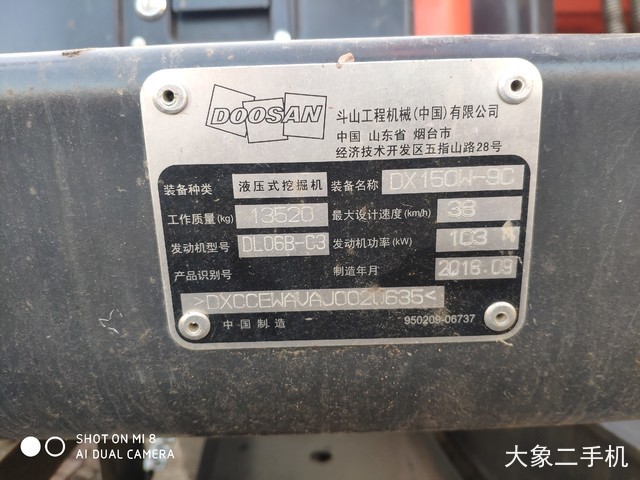 DOOSAN
斗山工程机械(中国)有限公司
中国 山东省 烟台市
经济技术开发区五指山路28号
装备种类 液压式挖掘机 装备名称 DX150W-9C
工作质量(kg) 13520 最大设计速度(km/h) 38
发动机型号 DL06B-C3 发动机功率(kW) 103
产品识别号 制造年月 2018.09
>DXCCEWAVAJ0020635<
中国制造 950209-06737
SHOT ON MI 8
AI DUAL CAMERA
大象二手机